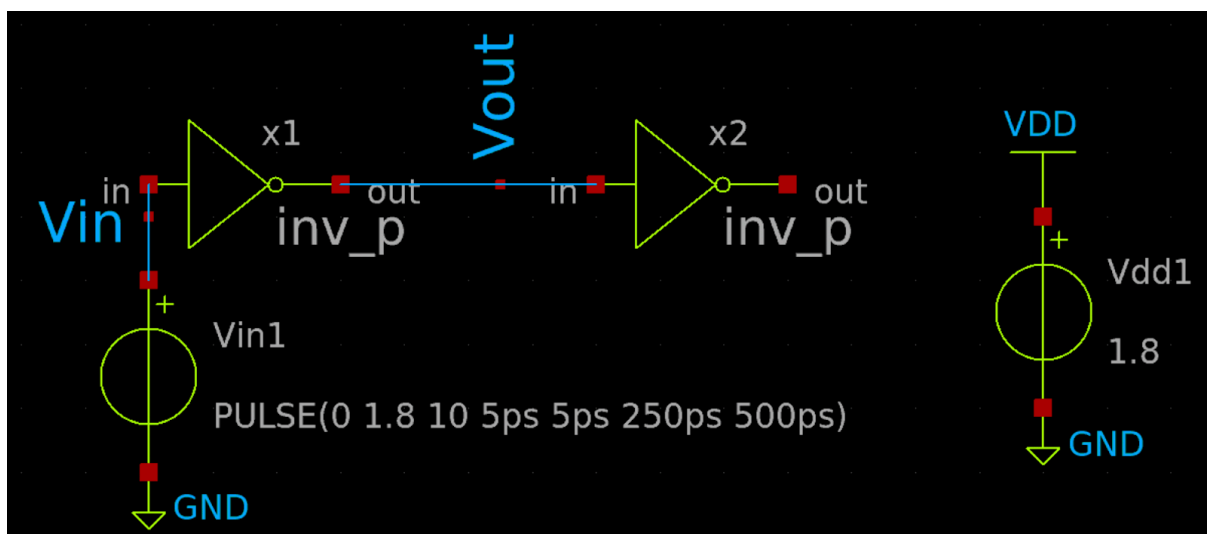 Vout
x1
x2
VDD
in
out
in
out
Vin
inv_p
inv_p
+
+
Vdd1
Vin1
1.8
PULSE(0 1.8 10 5ps 5ps 250ps 500ps)
GND
GND